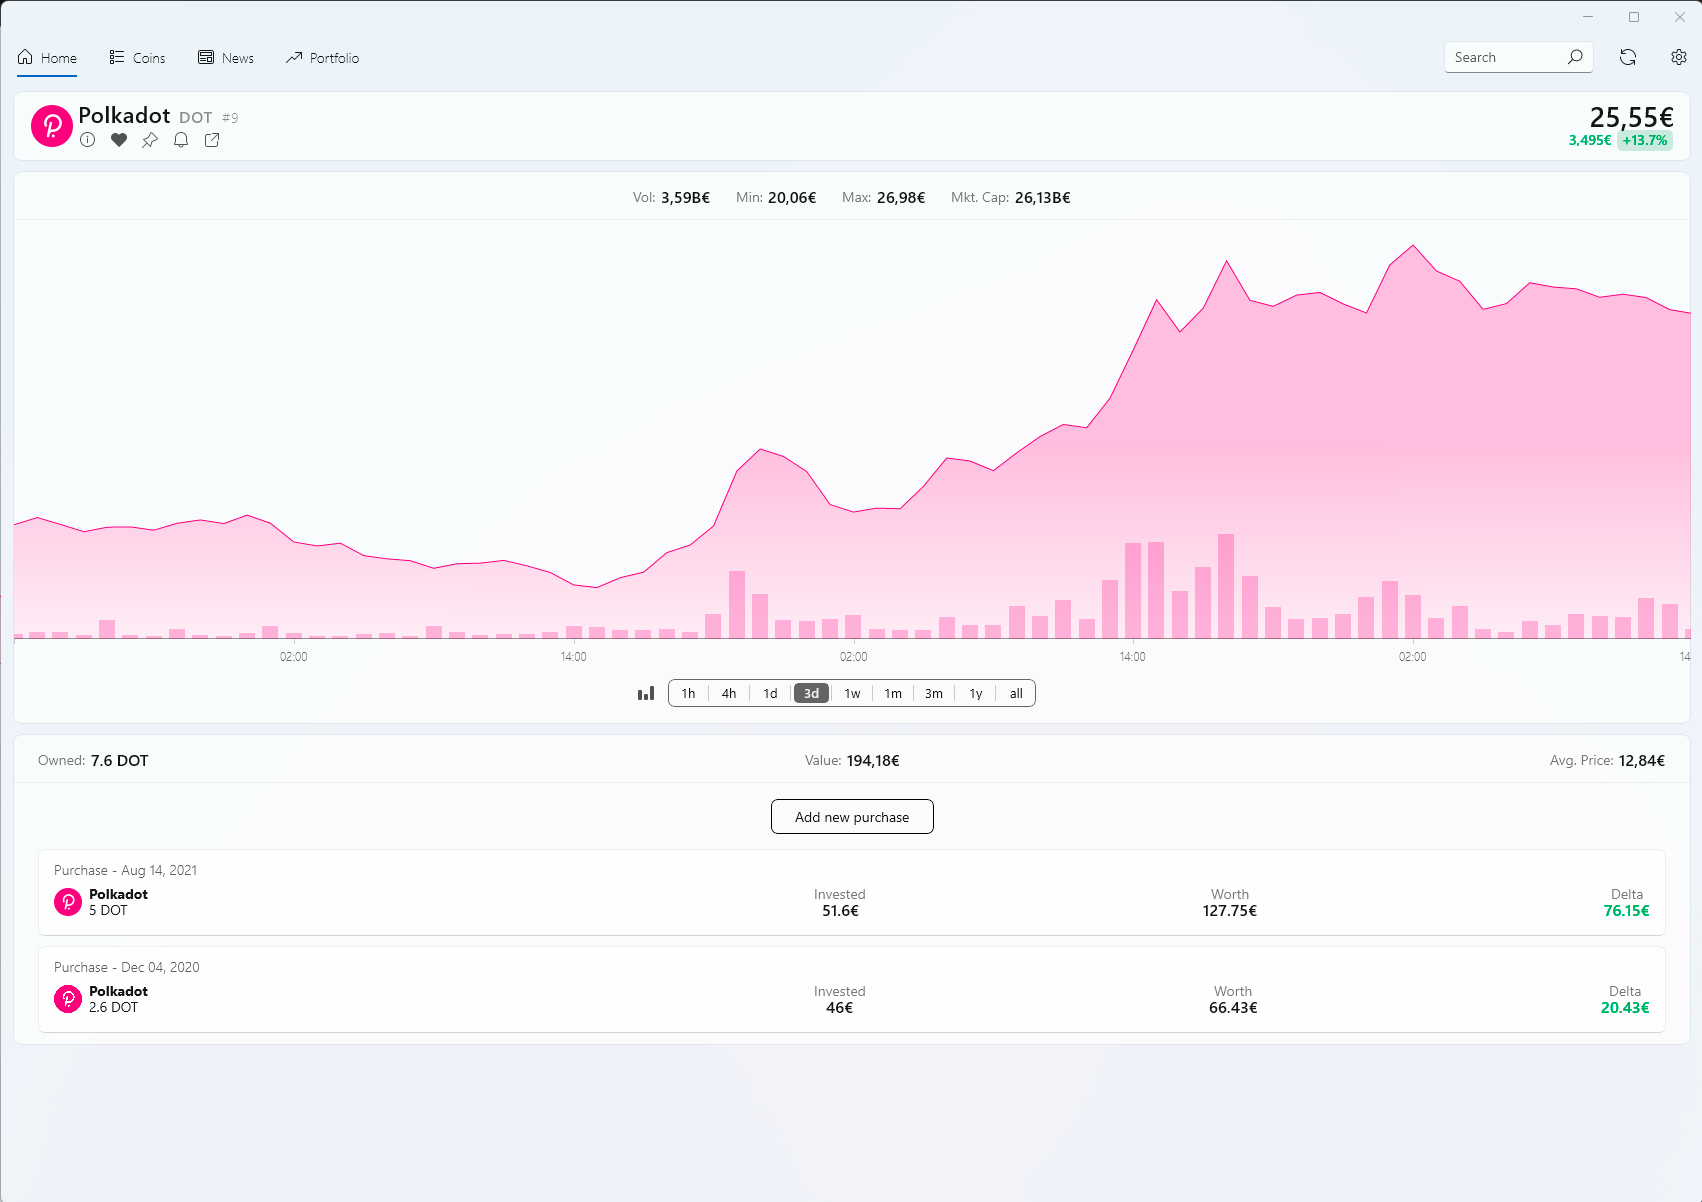 Home Coins News Portfolio Search
Polkadot DOT #9
25,55€
3,495€ +13.7%
Vol: 3,59B€ Min: 20,06€ Max: 26,98€ Mkt. Cap: 26,13B€
02:00 14:00 02:00 14:00 02:00 14
1h 4h 1d 3d 1w 1m 3m 1y all
Owned: 7.6 DOT Value: 194,18€ Avg. Price: 12,84€
Add new purchase
Purchase - Aug 14, 2021
Polkadot Invested Worth Delta
5 DOT 51.6€ 127.75€ 76.15€
Purchase - Dec 04, 2020
Polkadot Invested Worth Delta
2.6 DOT 46€ 66.43€ 20.43€